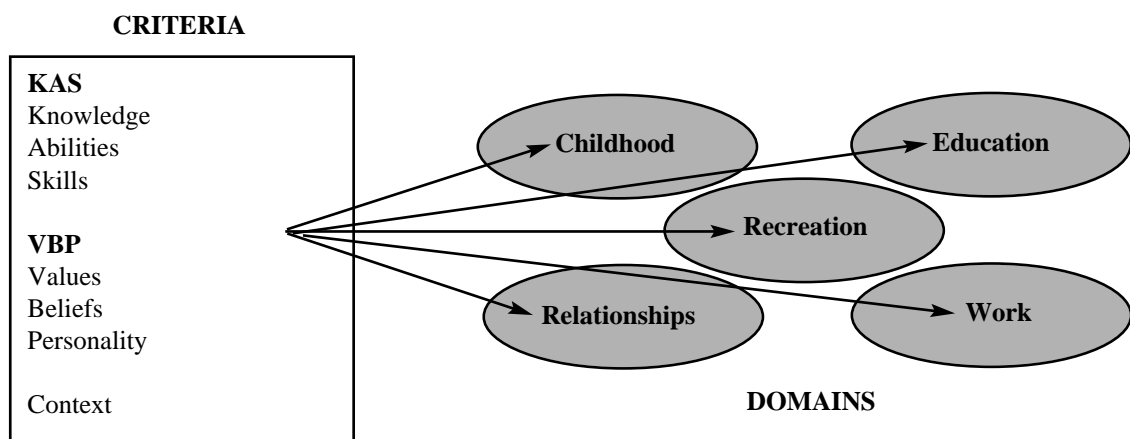 CRITERIA
KAS
Knowledge
Abilities
Skills
VBP
Values
Beliefs
Personality
Context
Childhood
Education
Recreation
Relationships
Work
DOMAINS